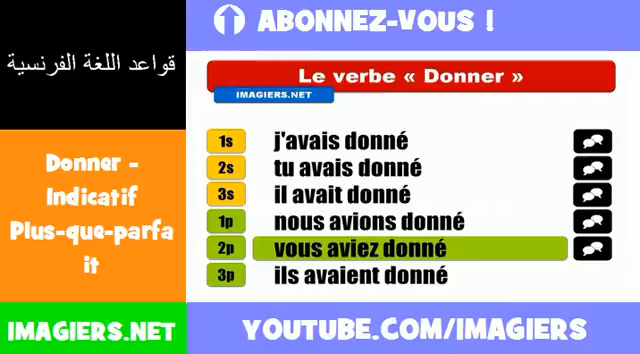 قواعد اللغة الفرنسية
Donner -
Indicatif
Plus-que-parfa
it
IMAGIERS.NET
ABONNEZ-VOUS !
Le verbe « Donner »
IMAGIERS.NET
1s j'avais donné
2s tu avais donné
3s il avait donné
1p nous avions donné
2p vous aviez donné
3p ils avaient donné
YOUTUBE.COM/IMAGIERS